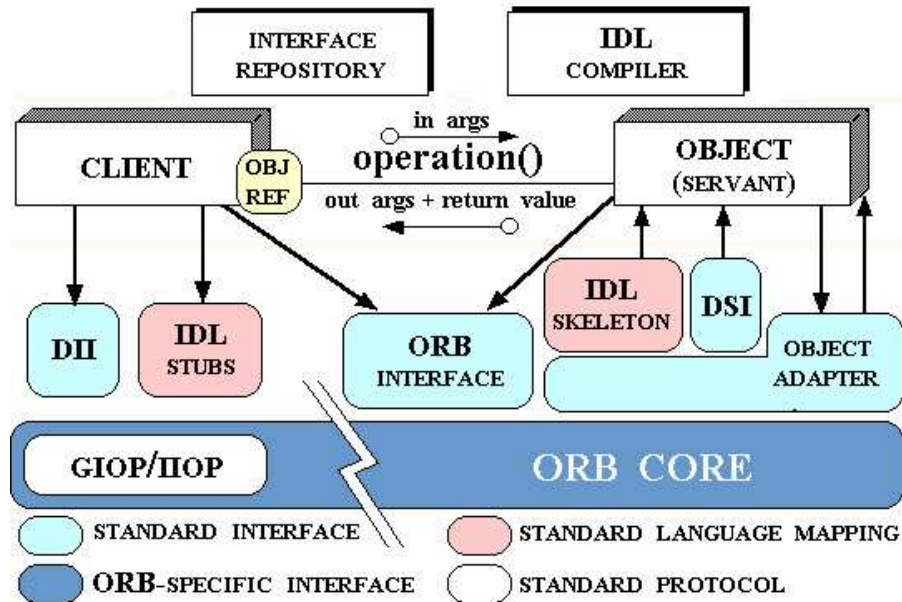 INTERFACE
REPOSITORY
IDL
COMPILER
in args
operation()
out args + return value
CLIENT
OBJ
REF
OBJECT
(SERVANT)
DII
IDL
STUBS
ORB
INTERFACE
IDL
SKELETON
DSI
OBJECT
ADAPTER
GIOP/IIOP
ORB CORE
STANDARD INTERFACE
STANDARD LANGUAGE MAPPING
ORB-SPECIFIC INTERFACE
STANDARD PROTOCOL